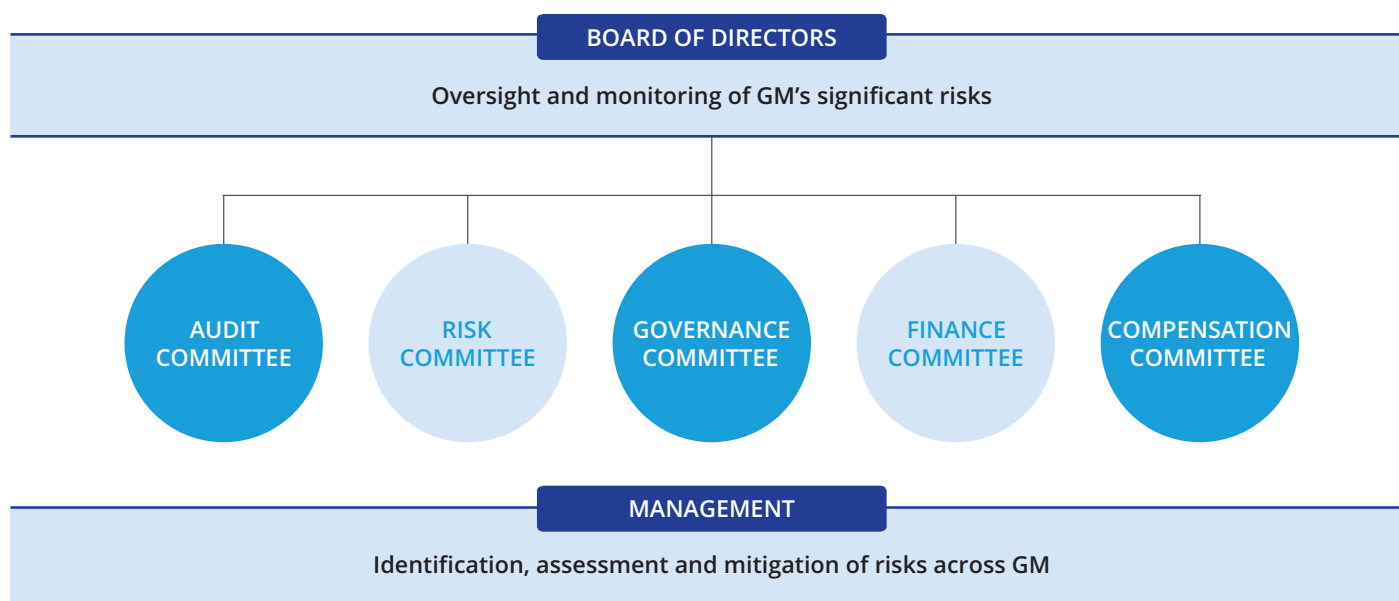 BOARD OF DIRECTORS
Oversight and monitoring of GM’s significant risks
AUDIT
COMMITTEE
RISK
COMMITTEE
GOVERNANCE
COMMITTEE
FINANCE
COMMITTEE
COMPENSATION
COMMITTEE
MANAGEMENT
Identification, assessment and mitigation of risks across GM